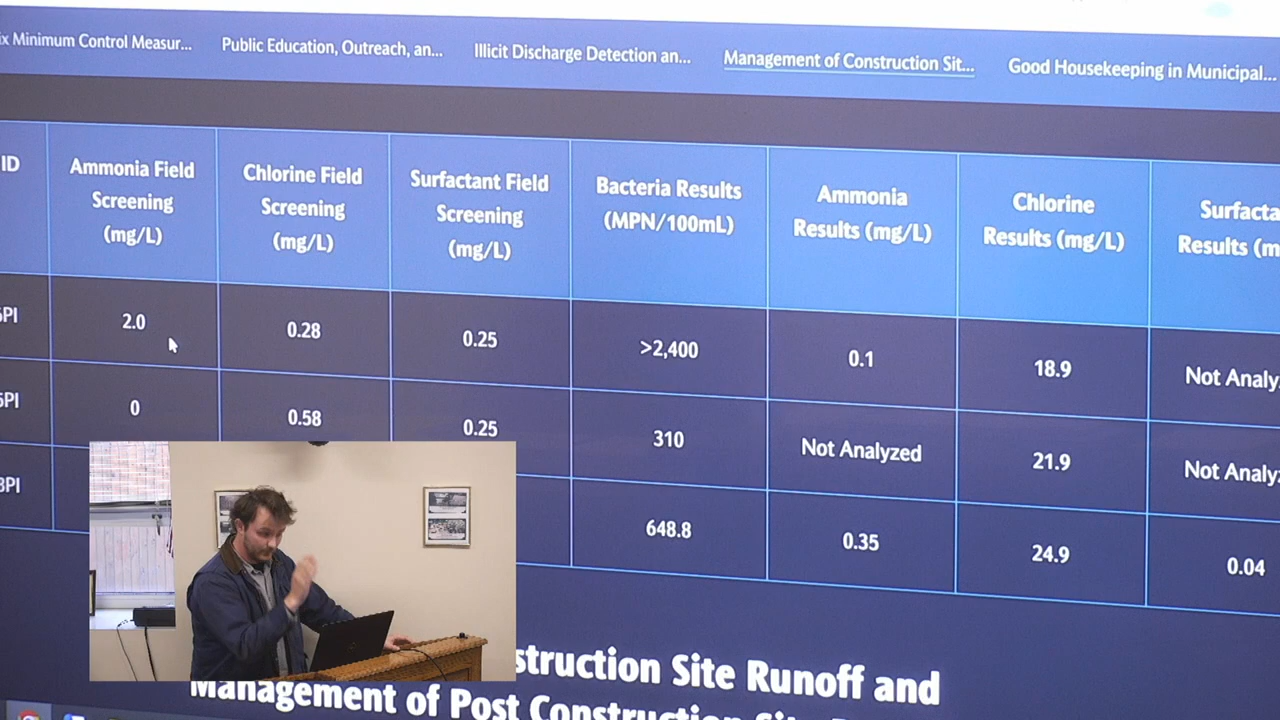 ix Minimum Control Measur... Public Education, Outreach, an... Illicit Discharge Detection an... Management of Construction Sit... Good Housekeeping in Municipal...
ID
Ammonia Field
Screening
(mg/L)
Chlorine Field
Screening
(mg/L)
Surfactant Field
Screening
(mg/L)
Bacteria Results
(MPN/100mL)
Ammonia
Results (mg/L)
Chlorine
Results (mg/L)
Surfacta
Results (m
PI 2.0 0.28 0.25 >2,400 0.1 18.9 Not Analy
PI 0 0.58 0.25 310 Not Analyzed 21.9 Not Analy
PI 648.8 0.35 24.9 0.04
struction Site Runoff and
Management of Post Construction Site